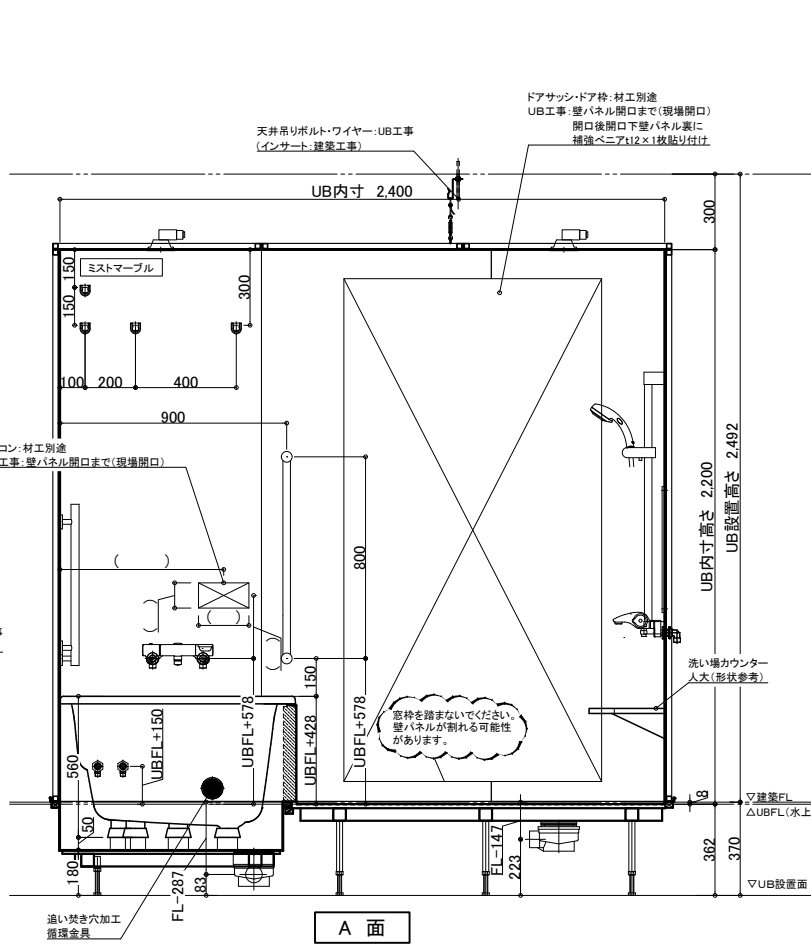 ドアサッシ・ドア枠：材工別途
UB工事：壁パネル開口まで（現場開口）
開口後開口下壁パネル裏に
補強ベニアt12×1枚貼り付け
天井吊りボルト・ワイヤー：UB工事
（インサート：建築工事）
UB内寸 2,400
300
ミストマーブル
150
150
300
100 200 400
900
コン：材工別途
工事：壁パネル開口まで（現場開口）
UB内寸高さ 2,200
UB設置高さ 2,492
800
( )
( )
150
洗い場カウンター
人大（形状参考）
窓枠を踏まないでください。
壁パネルが割れる可能性
があります。
UBFL+150
UBFL+578
UBFL+428
UBFL+578
560
8
▽建築FL
△UBFL（水上
50
180
FL-287
83
FL-147
223
362
370
▽UB設置面
追い焚き穴加工
循環金具
A 面